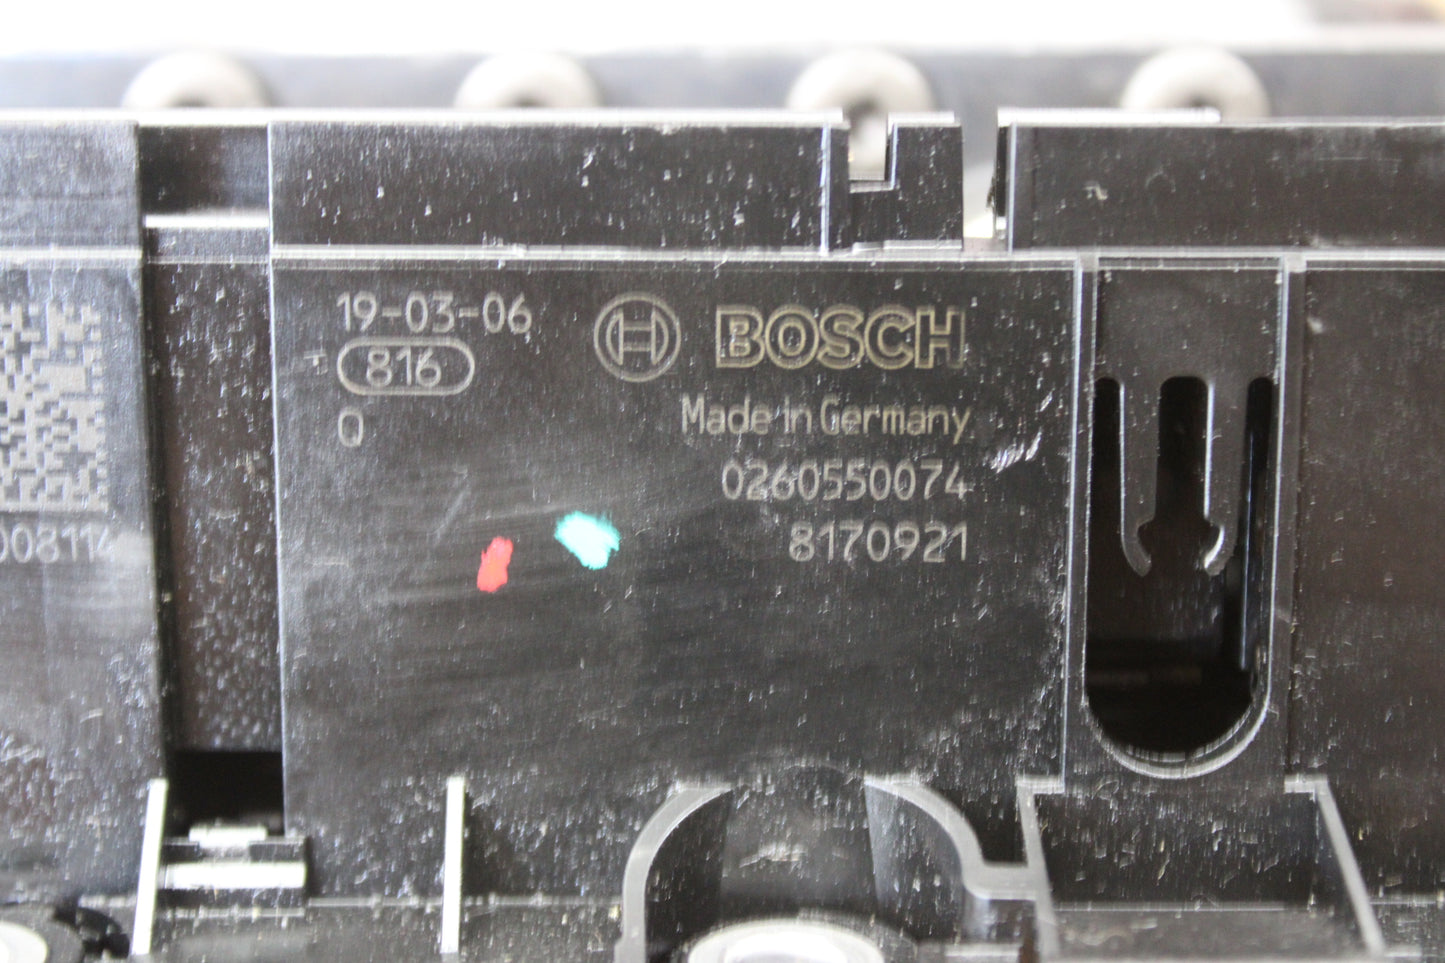 19-03-06
816
Q
BOSCH
Made in Germany
0260550074
8170921